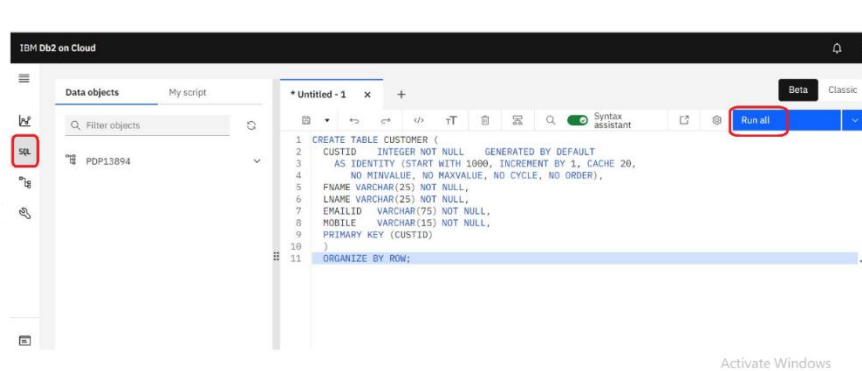 IBM Db2 on Cloud
Data objects
My script
* Untitled - 1 x +
Beta
Classic
Filter objects
Syntax
assistant
Run all
SQL
PDP13894
1 CREATE TABLE CUSTOMER (
2 CUSTID INTEGER NOT NULL GENERATED BY DEFAULT
3 AS IDENTITY (START WITH 1000, INCREMENT BY 1, CACHE 20,
4 NO MINVALUE, NO MAXVALUE, NO CYCLE, NO ORDER),
5 FNAME VARCHAR(25) NOT NULL,
6 LNAME VARCHAR(25) NOT NULL,
7 EMAILID VARCHAR(75) NOT NULL,
8 MOBILE VARCHAR(15) NOT NULL,
9 PRIMARY KEY (CUSTID)
10 )
11 ORGANIZE BY ROW;
Activate Windows